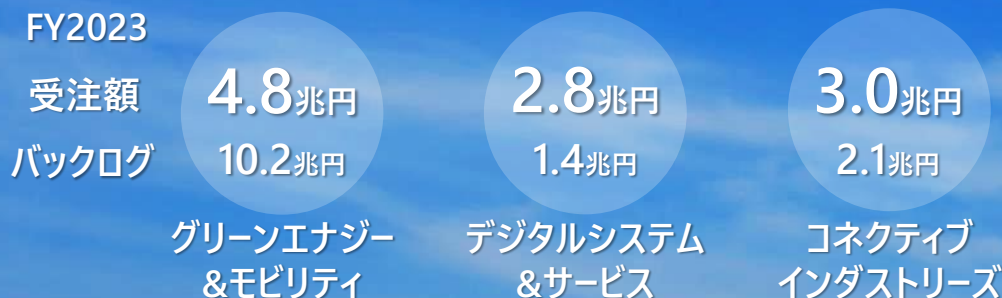 FY2023
受注額 4.8兆円 2.8兆円 3.0兆円
バックログ 10.2兆円 1.4兆円 2.1兆円
グリーンエナジー デジタルシステム コネクティブ
&モビリティ &サービス インダストリーズ